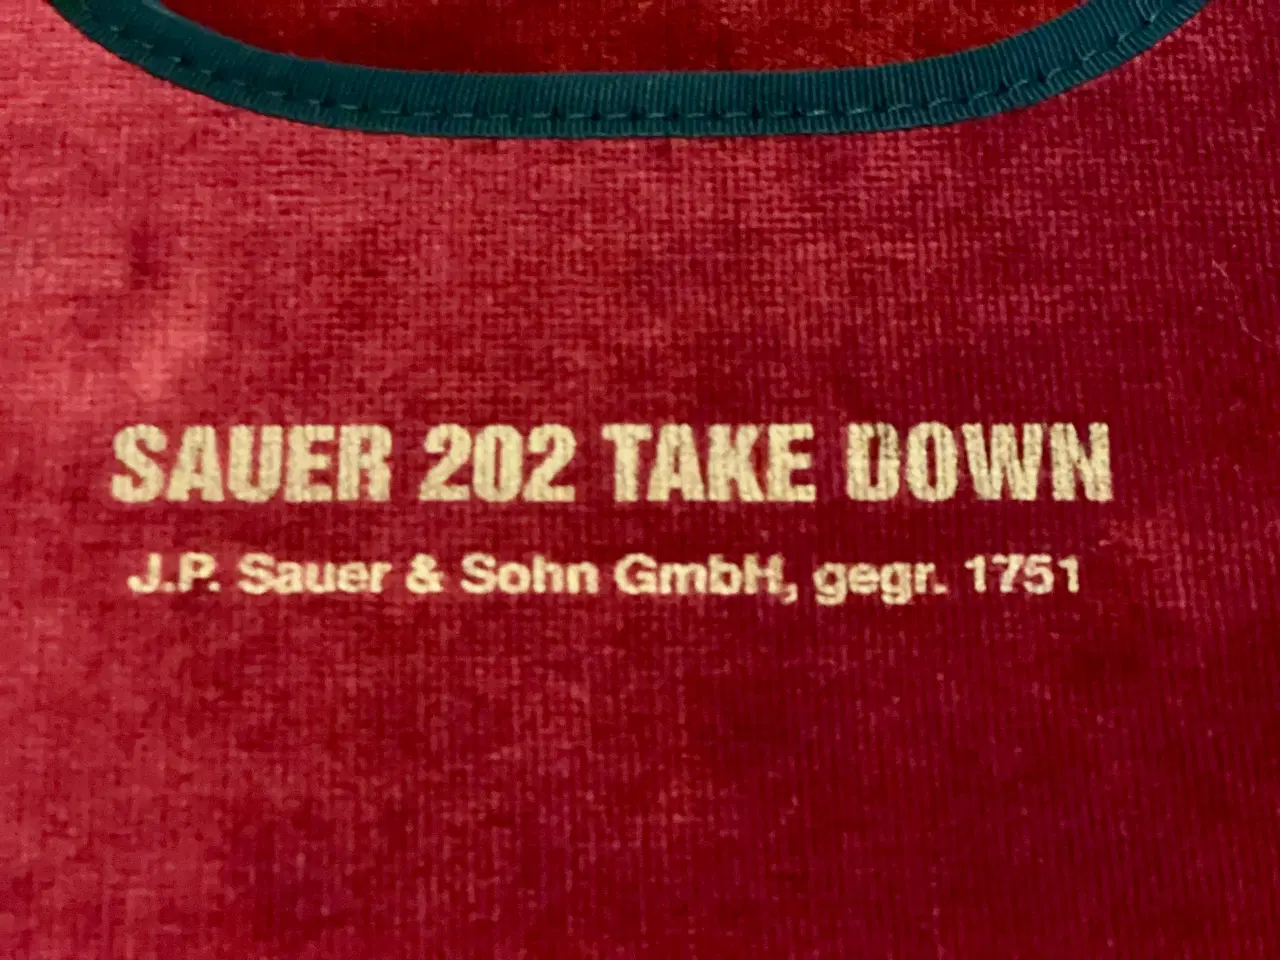 SAUER 202 TAKE DOWN
J.P. Sauer & Sohn GmbH, gegr. 1751